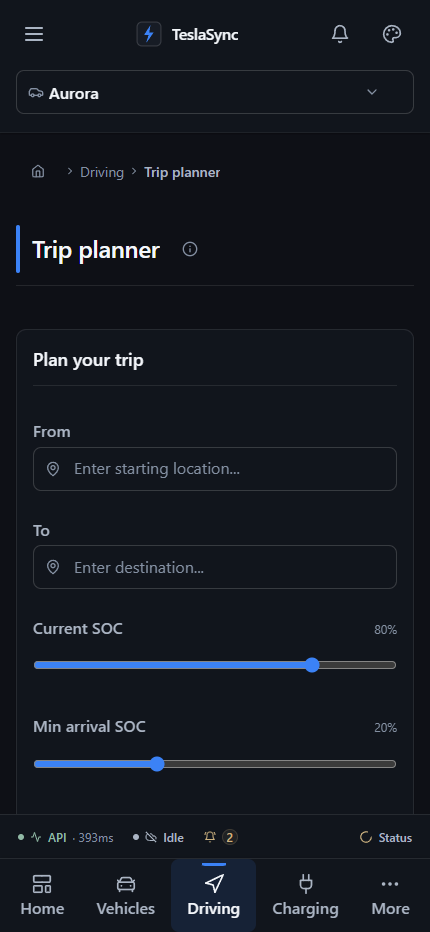 TeslaSync
Aurora
Driving
Trip planner
Trip planner
Plan your trip
From
Enter starting location...
To
Enter destination...
Current SOC 80%
Min arrival SOC 20%
API · 393ms Idle 2 Status
Home Vehicles Driving Charging More